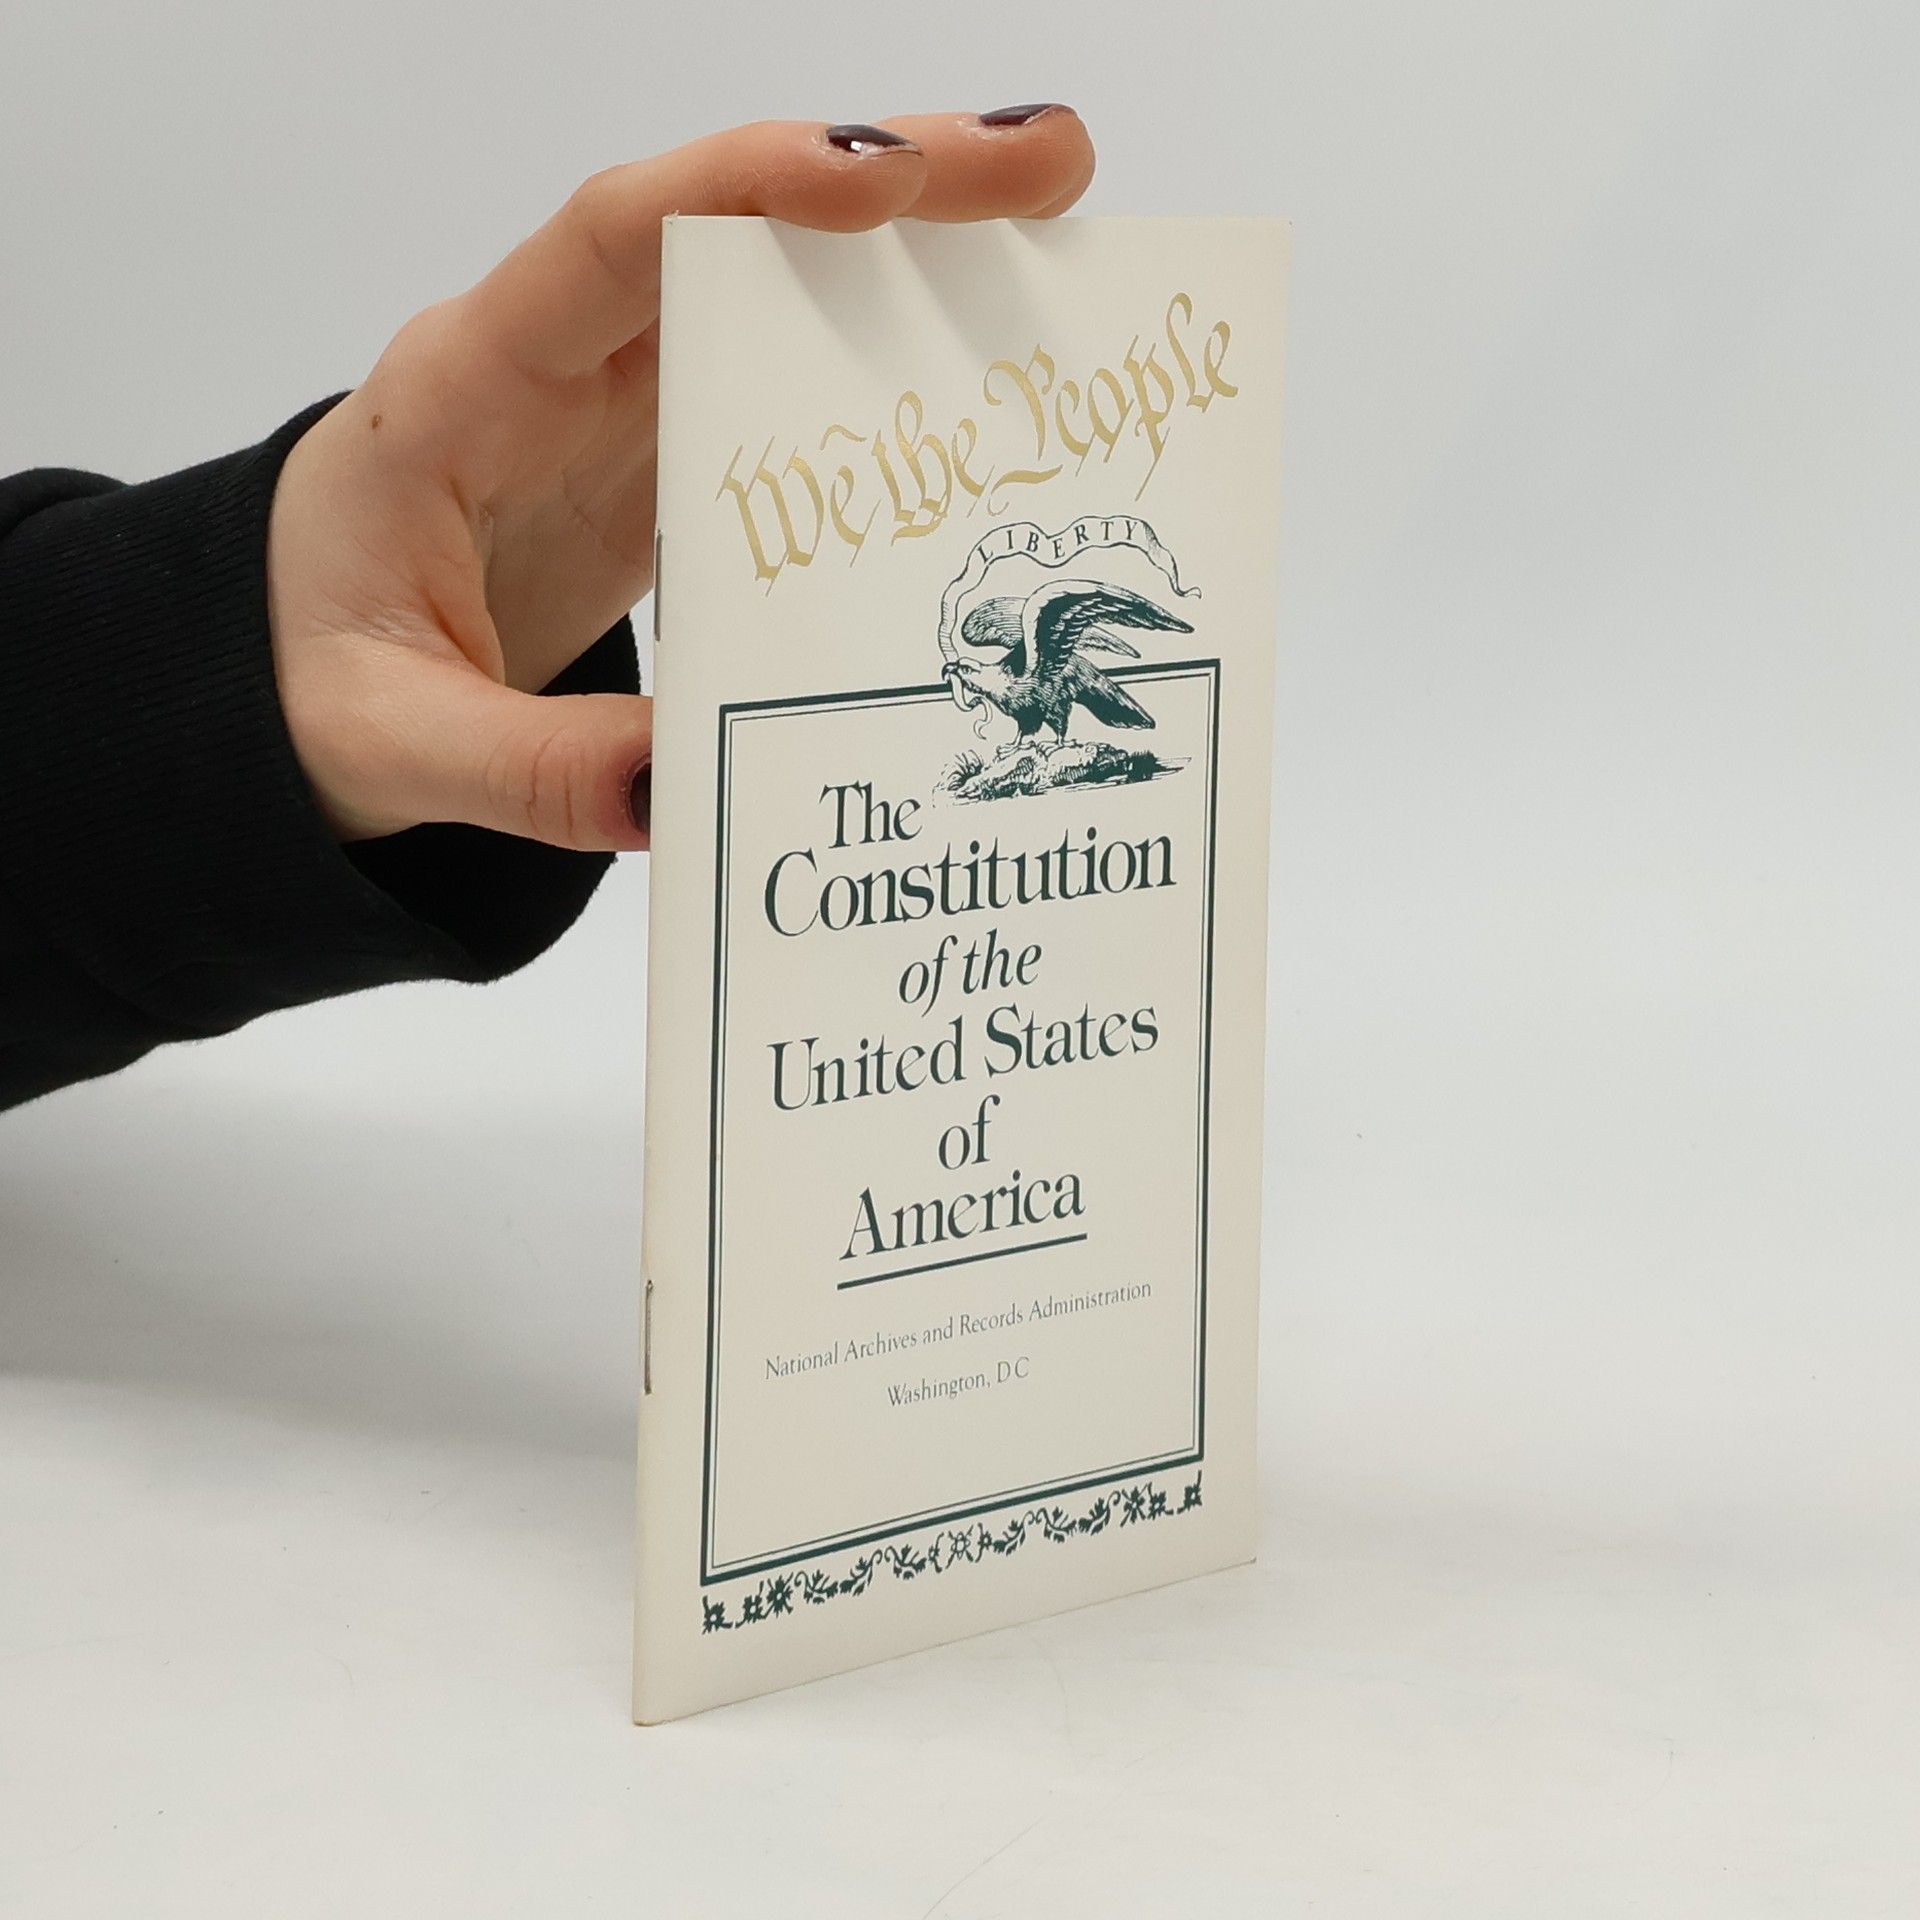 We the People
LIBERTY
The
Constitution
of the
United States
of
America
National Archives and Records Administration
Washington, DC